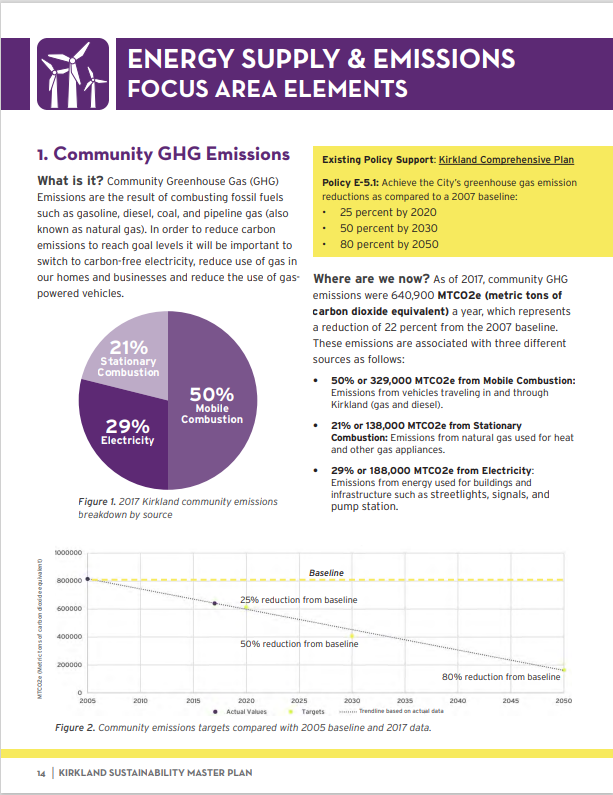 ENERGY SUPPLY & EMISSIONS
FOCUS AREA ELEMENTS
1. Community GHG Emissions
What is it? Community Greenhouse Gas (GHG)
Emissions are the result of combusting fossil fuels
such as gasoline, diesel, coal, and pipeline gas (also
known as natural gas). In order to reduce carbon
emissions to reach goal levels it will be important to
switch to carbon-free electricity, reduce use of gas in
our homes and businesses and reduce the use of gas-
powered vehicles.
21%
Stationary
Combustion
50%
Mobile
Combustion
29%
Electricity
Figure 1. 2017 Kirkland community emissions
breakdown by source
Existing Policy Support: Kirkland Comprehensive Plan
Policy E-5.1: Achieve the City's greenhouse gas emission
reductions as compared to a 2007 baseline:
• 25 percent by 2020
• 50 percent by 2030
• 80 percent by 2050
Where are we now? As of 2017, community GHG
emissions were 640,900 MTCO2e (metric tons of
carbon dioxide equivalent) a year, which represents
a reduction of 22 percent from the 2007 baseline.
These emissions are associated with three different
sources as follows:
• 50% or 329,000 MTCO2e from Mobile Combustion:
Emissions from vehicles traveling in and through
Kirkland (gas and diesel).
• 21% or 138,000 MTCO2e from Stationary
Combustion: Emissions from natural gas used for heat
and other gas appliances.
• 29% or 188,000 MTCO2e from Electricity:
Emissions from energy used for buildings and
infrastructure such as streetlights, signals, and
pump station.
MTCO2e (Metric tons of carbon dioxide equivalent)
1000000
800000
600000
400000
200000
0
Baseline
25% reduction from baseline
50% reduction from baseline
80% reduction from baseline
2005 2010 2015 2020 2025 2030 2035 2040 2045 2050
Actual Values Targets Trendline based on actual data
Figure 2. Community emissions targets compared with 2005 baseline and 2017 data.
14 | KIRKLAND SUSTAINABILITY MASTER PLAN